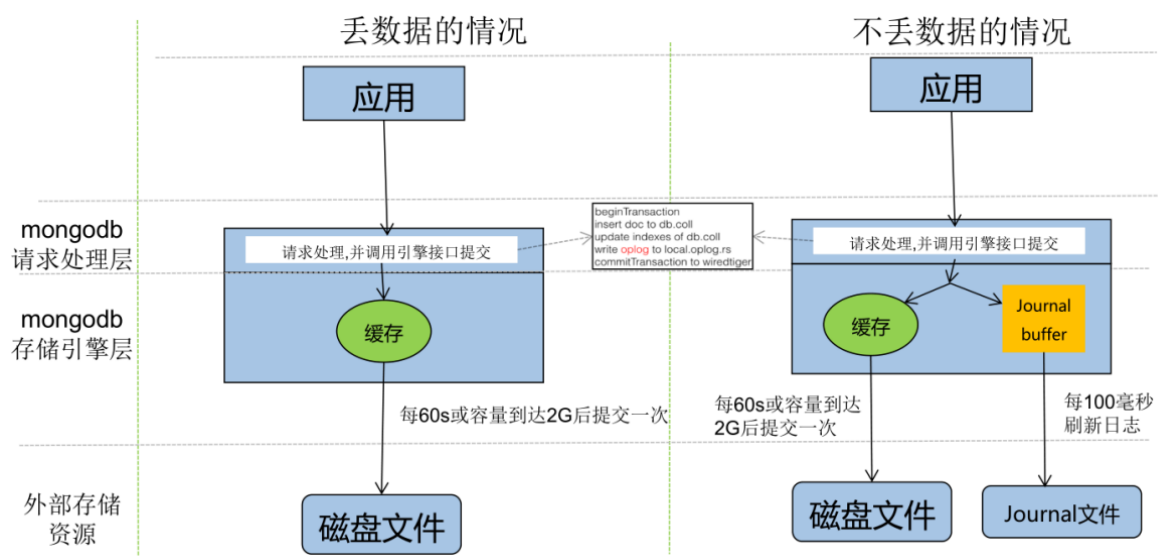 丢数据的情况
不丢数据的情况
应用
应用
mongodb
请求处理层
请求处理,并调用引擎接口提交
beginTransaction
insert doc to db.coll
update indexes of db.coll
write oplog to local.oplog.rs
commitTransaction to wiredtiger
请求处理,并调用引擎接口提交
mongodb
存储引擎层
缓存
缓存
Journal
buffer
每60s或容量到达2G后提交一次
每60s或容量到达
2G后提交一次
每100毫秒
刷新日志
外部存储
资源
磁盘文件
磁盘文件
Journal文件